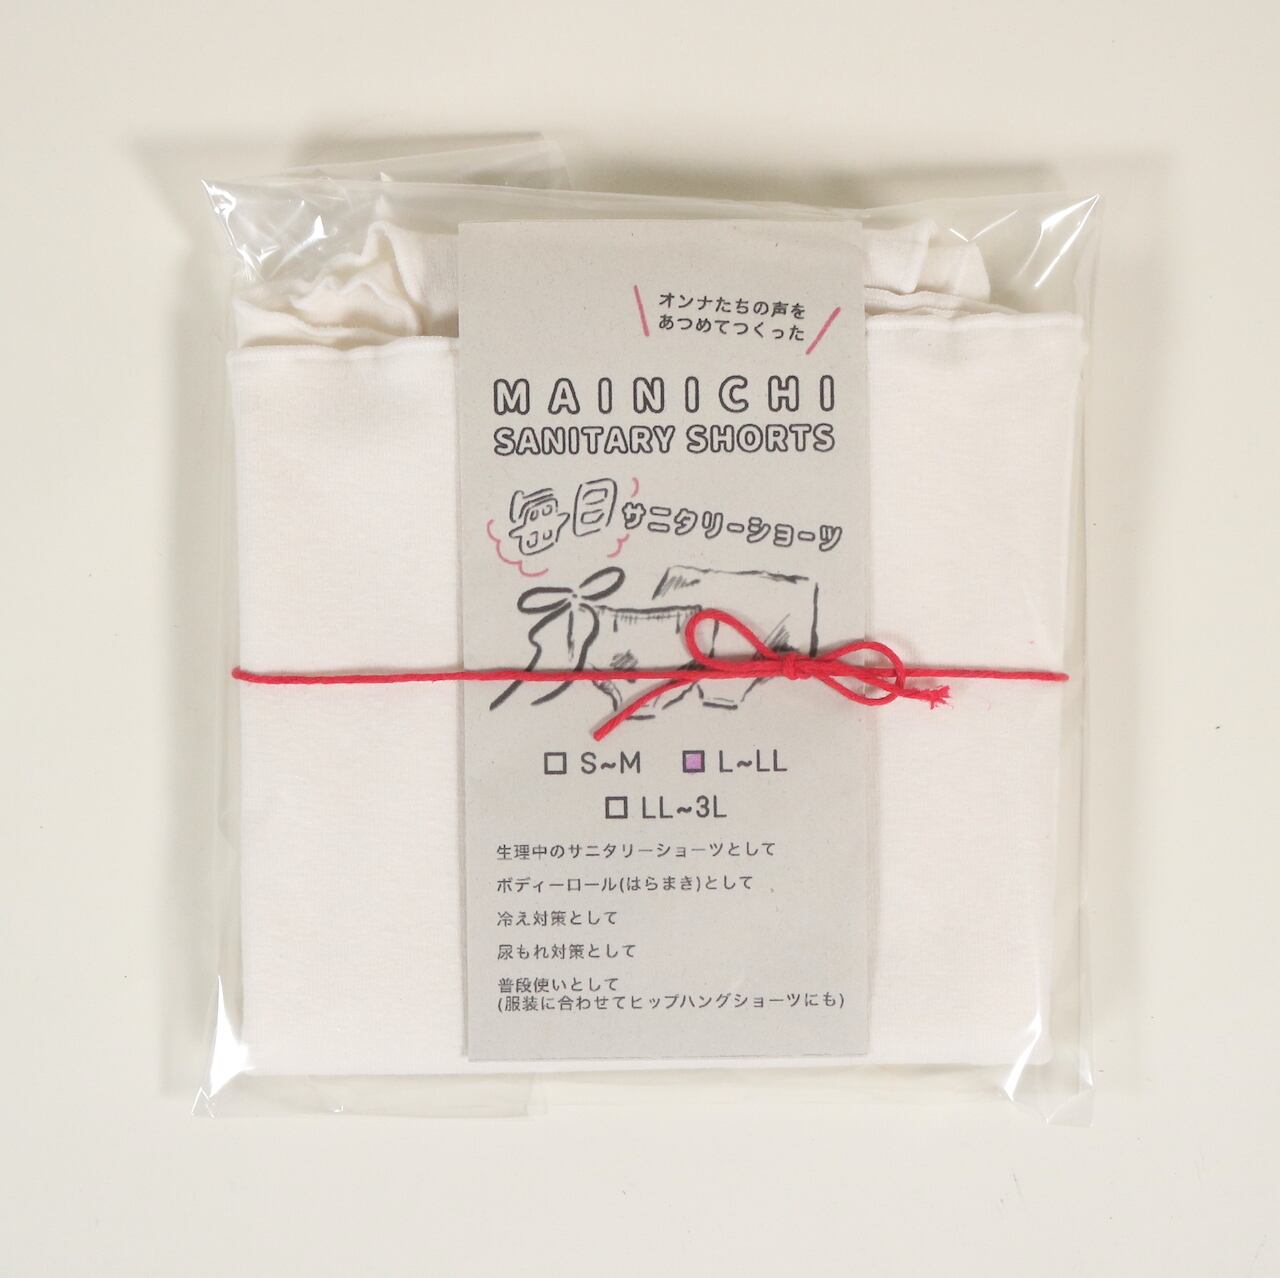 オンナたちの声を
あつめてつくった
MAINICHI
SANITARY SHORTS
毎日サニタリーショーツ
S~M L~LL
LL~3L
生理中のサニタリーショーツとして
ボディーロール(はらまき)として
冷え対策として
尿もれ対策として
普段使いとして
(服装に合わせてヒップハングショーツにも)